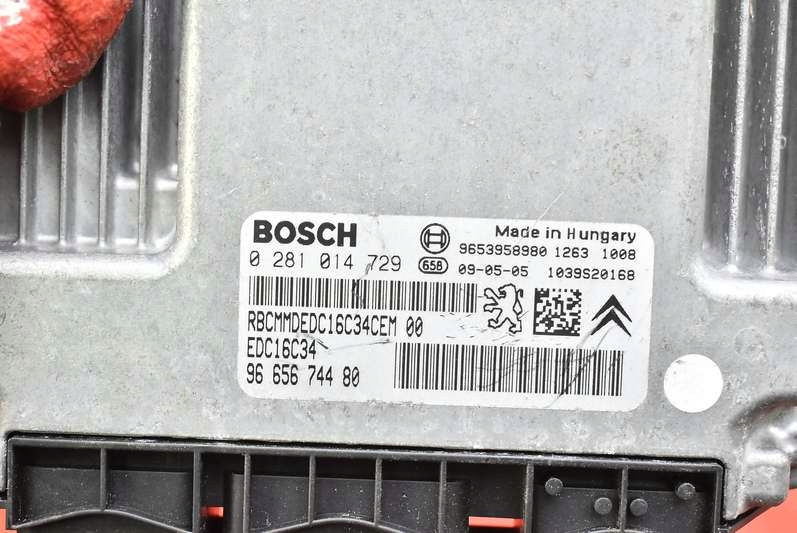 BOSCH
Made in Hungary
9653958980 1263 1008
0 281 014 729
658
09-05-05 1039S20168
RBCMMDEDC16C34CEM 00
EDC16C34
96 656 744 80